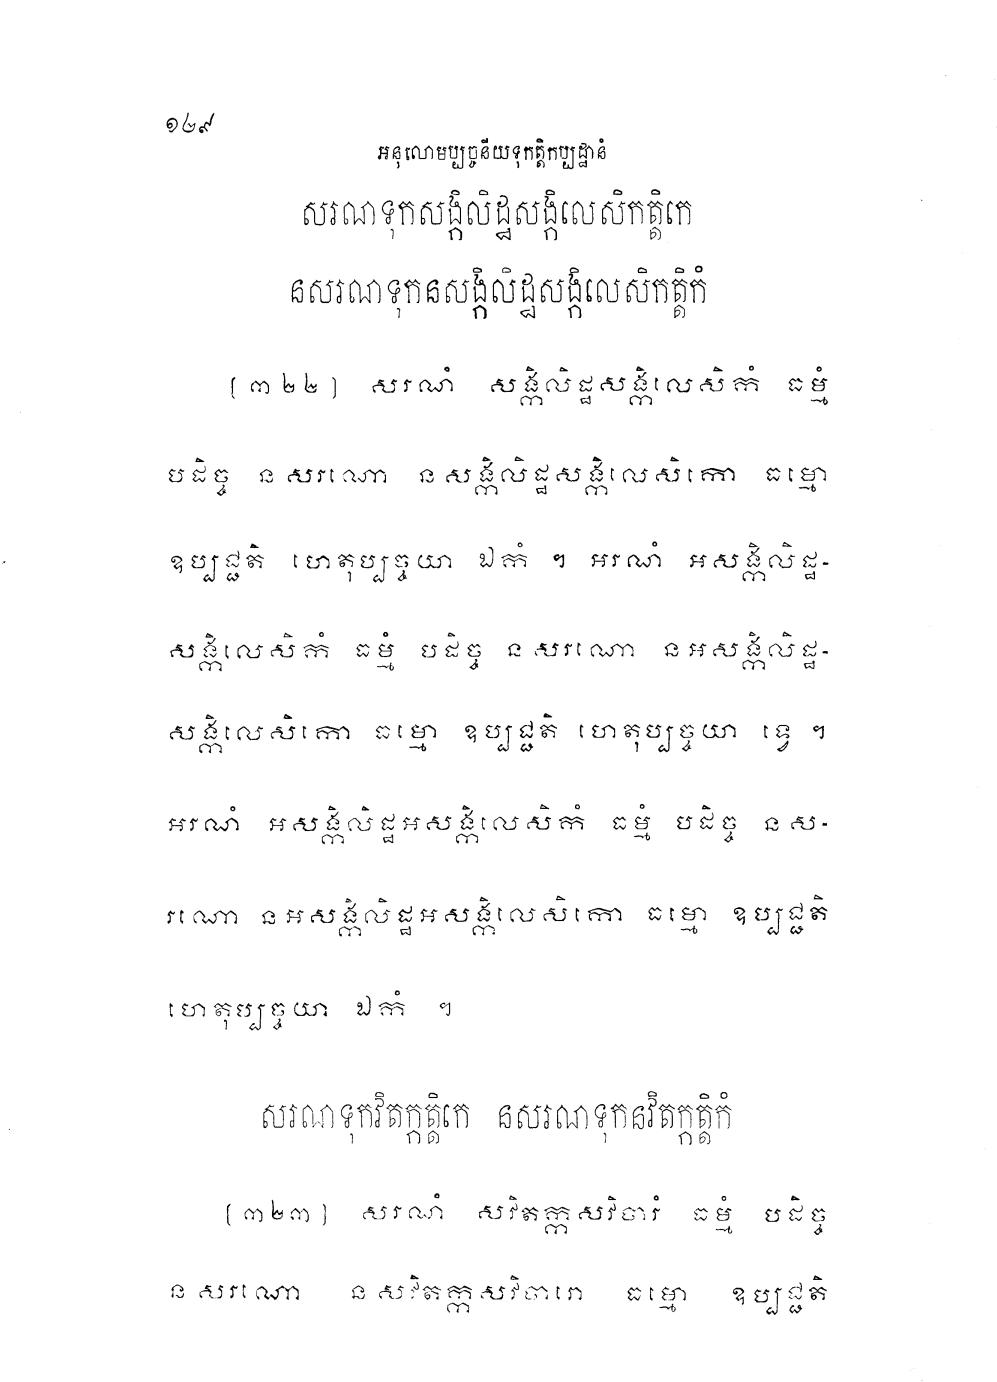 ១២៩
អនុលោមប្បច្ចនីយទុកត្តិកប្បដ្ឋានំ
សរណទុកសង្កិលិដ្ឋសង្កិលេសិកត្តិកេ
នសរណទុកនសង្កិលិដ្ឋសង្កិលេសិកត្តិកំ
[៣២២] សរណំ សង្កិលិដ្ឋសង្កិលេសិកំ ធម្មំ
បដិច្ច នសរណោ នសង្កិលិដ្ឋសង្កិលេសិកោ ធម្មោ
ឧប្បជ្ជតិ ហេតុប្បច្ចយា ឯកំ ។ អរណំ អសង្កិលិដ្ឋ-
សង្កិលេសិកំ ធម្មំ បដិច្ច នសរណោ នអសង្កិលិដ្ឋ-
សង្កិលេសិកោ ធម្មោ ឧប្បជ្ជតិ ហេតុប្បច្ចយា ទ្វេ ។
អរណំ អសង្កិលិដ្ឋអសង្កិលេសិកំ ធម្មំ បដិច្ច នស-
រណោ នអសង្កិលិដ្ឋអសង្កិលេសិកោ ធម្មោ ឧប្បជ្ជតិ
ហេតុប្បច្ចយា ឯកំ ។
សរណទុកវិតក្កត្តិកេ នសរណទុកនវិតក្កត្តិកំ
[៣២៣] សរណំ សវិតក្កសវិចារំ ធម្មំ បដិច្ច
នសរណោ នសវិតក្កសវិចារោ ធម្មោ ឧប្បជ្ជតិ